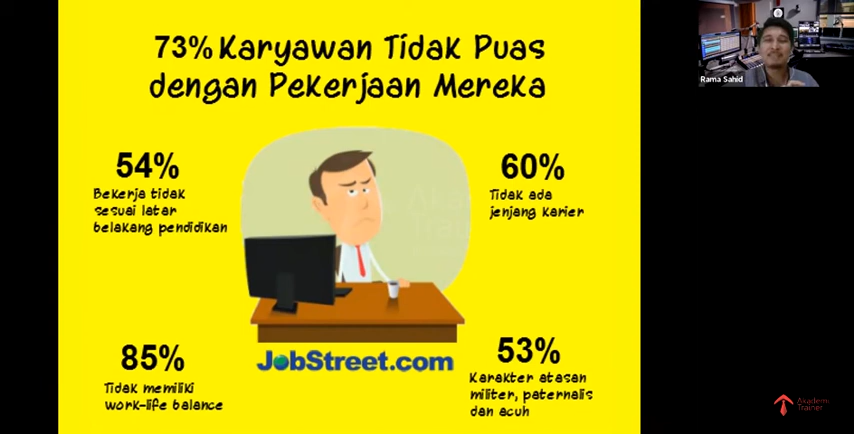 73% Karyawan Tidak Puas
dengan Pekerjaan Mereka
54%
Bekerja tidak
sesuai latar
belakang pendidikan
60%
Tidak ada
jenjang karier
85%
Tidak memiliki
work-life balance
JobStreet.com
53%
Karakter atasan
militer, paternalis
dan acuh
Rama Sahid
Akademi
Trainer